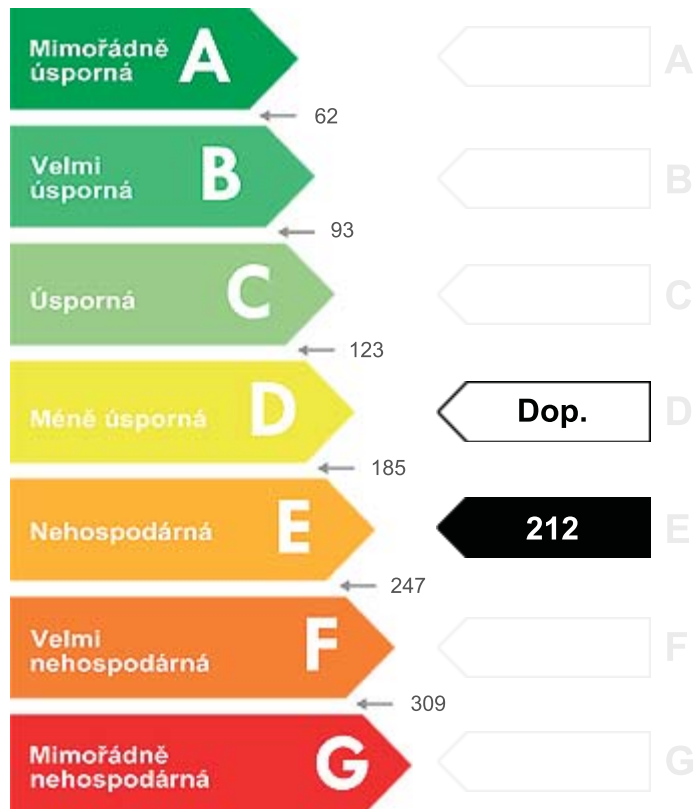 Mimořádně
úsporná
A
A
62
Velmi
úsporná
B
B
93
Úsporná
C
C
123
Méně úsporná
D
Dop.
D
185
Nehospodárná
E
212
E
247
Velmi
nehospodárná
F
F
309
Mimořádně
nehospodárná
G
G